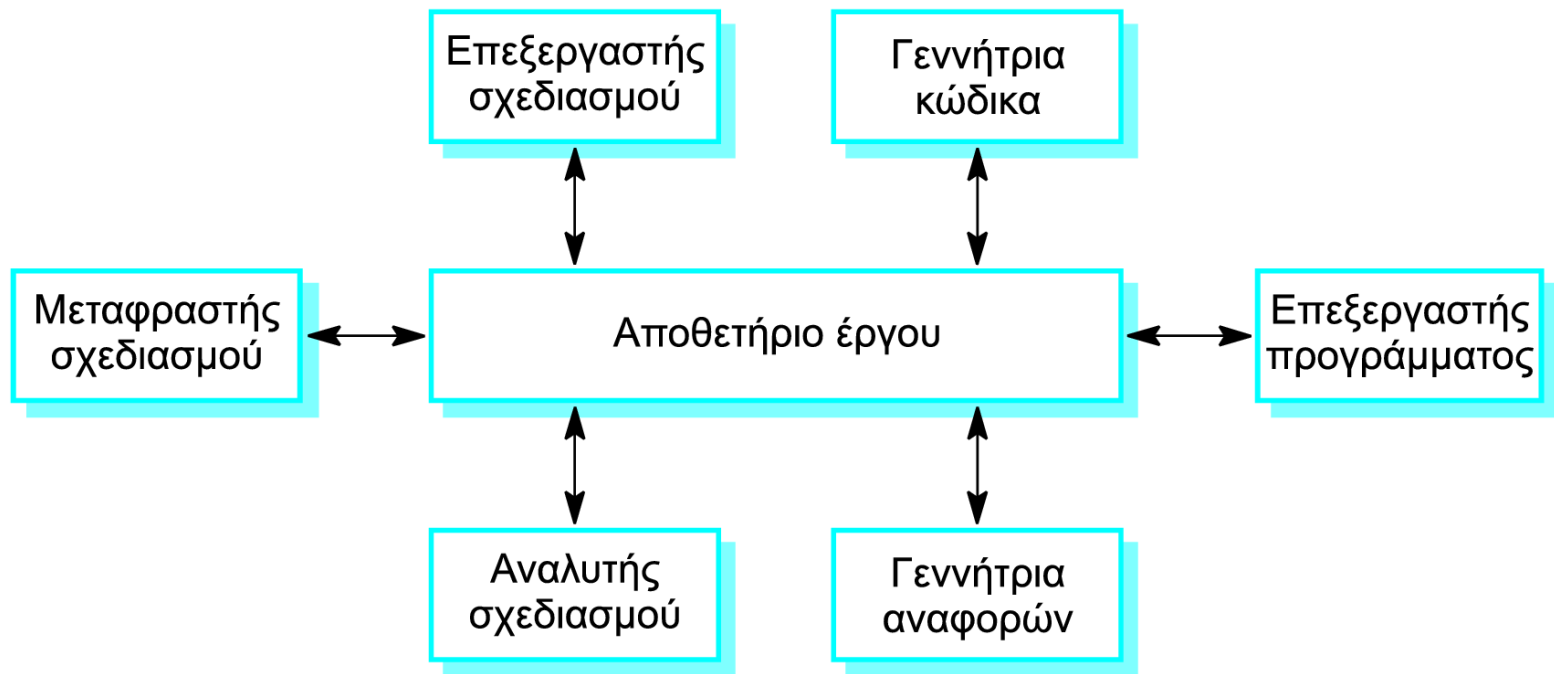 Επεξεργαστής
σχεδιασμού
Γεννήτρια
κώδικα
Μεταφραστής
σχεδιασμού
Αποθετήριο έργου
Επεξεργαστής
προγράμματος
Αναλυτής
σχεδιασμού
Γεννήτρια
αναφορών